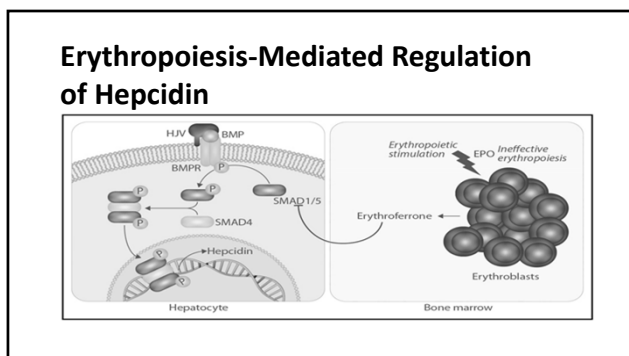 Erythropoiesis-Mediated Regulation
of Hepcidin
HJV
BMP
BMPR
P
P
P
P
SMAD1/5
SMAD4
P
P
Hepcidin
Hepatocyte
Erythropoietic
stimulation
EPO
Ineffective
erythropoiesis
Erythroferrone
Erythroblasts
Bone marrow